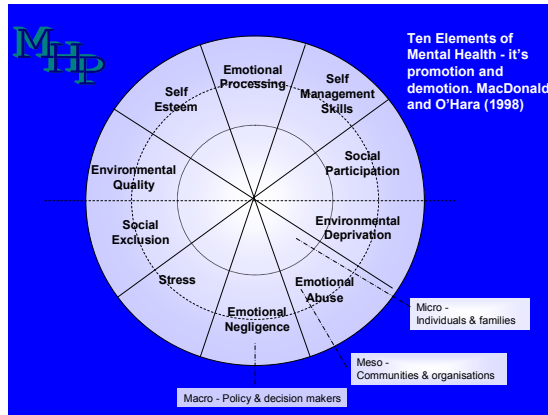 MHP
Ten Elements of
Mental Health - it's
promotion and
demotion. MacDonald
and O'Hara (1998)
Emotional
Processing
Self
Management
Skills
Self
Esteem
Social
Participation
Environmental
Quality
Environmental
Deprivation
Social
Exclusion
Emotional
Abuse
Stress
Emotional
Negligence
Micro -
Individuals & families
Meso -
Communities & organisations
Macro - Policy & decision makers